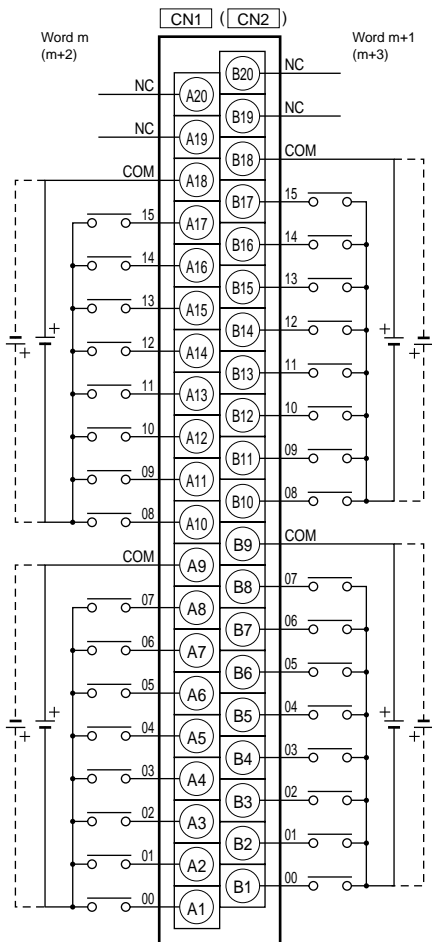 CN1 ( CN2 )
Word m
(m+2)
Word m+1
(m+3)
B20 NC
NC A20
B19 NC
NC A19
B18 COM
COM A18
B17 15
15 A17
B16 14
14 A16
B15 13
13 A15
B14 12
12 A14
B13 11
11 A13
B12 10
10 A12
B11 09
09 A11
B10 08
08 A10
B9 COM
COM A9
B8 07
07 A8
B7 06
06 A7
B6 05
05 A6
B5 04
04 A5
B4 03
03 A4
B3 02
02 A3
B2 01
01 A2
B1 00
00 A1